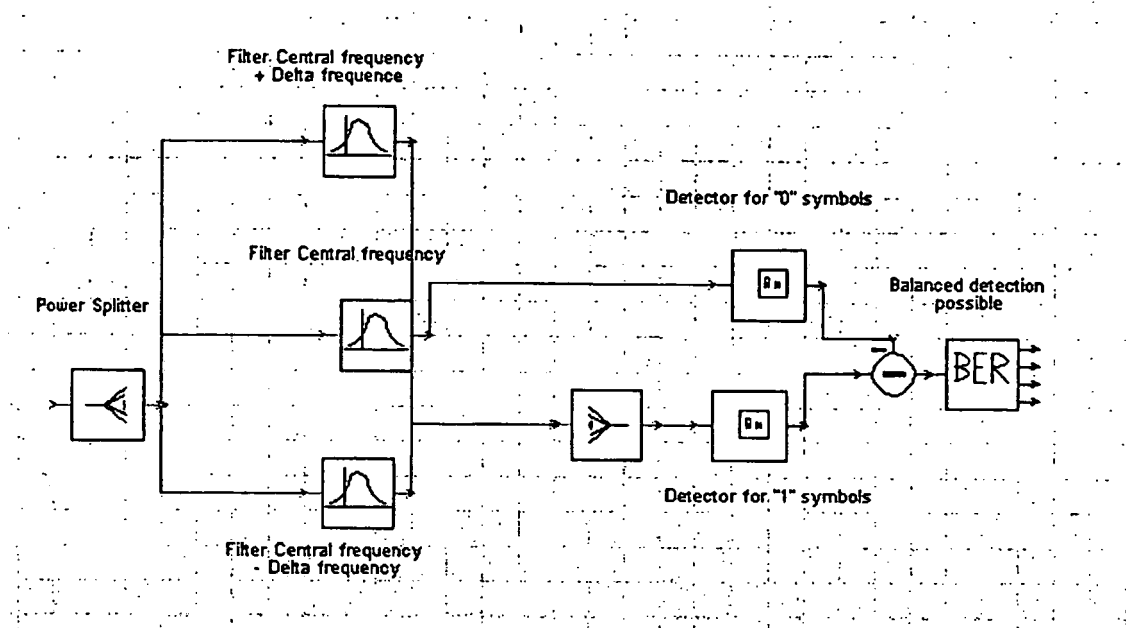 Filter Central frequency
+ Delta frequence
Detector for "0" symbols
Filter Central frequency
Power Splitter
Balanced detection
possible
BER
Detector for "1" symbols
Filter Central frequency
- Delta frequency